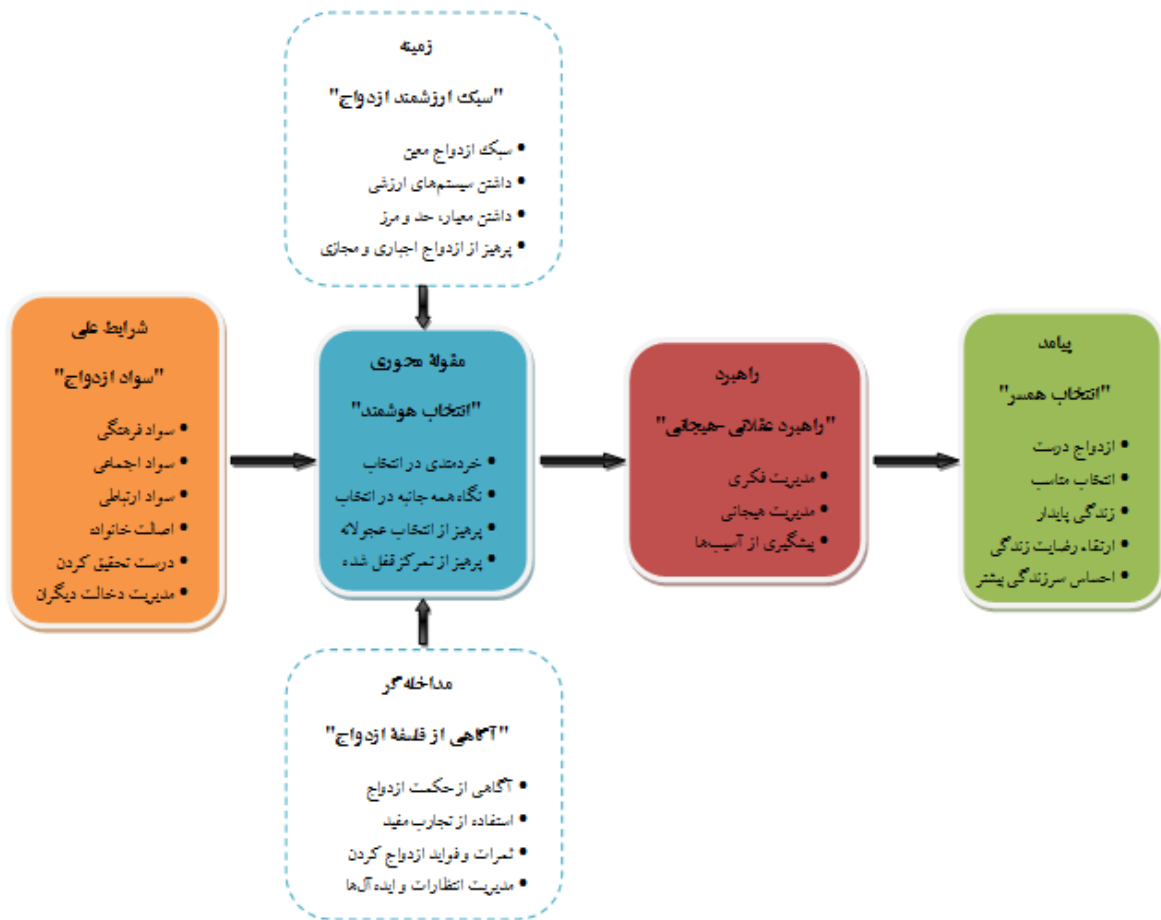 زمینه
"سبک ارزشمند ازدواج"
• سبک ازدواج معین
• داشتن سیستم‌های ارزشی
• داشتن معیار، حد و مرز
• پرهیز از ازدواج اجباری و مجازی
شرایط علی
"سواد ازدواج"
• سواد فرهنگی
• سواد اجماعی
• سواد ارتباطی
• اصالت خانواده
• درست تحقیق کردن
• مدیریت دخالت دیگران
مقولۀ محوری
"انتخاب هوشمند"
• خردمندی در انتخاب
• نگاه همه جانبه در انتخاب
• پرهیز از انتخاب عجولانه
• پرهیز از تمرکز قفل شده
راهبرد
"راهبرد عقلانی-هیجانی"
• مدیریت فکری
• مدیریت هیجانی
• پیشگیری از آسیب‌ها
پیامد
"انتخاب همسر"
• ازدواج درست
• انتخاب مناسب
• زندگی پایدار
• ارتقاء رضایت زندگی
• احساس سرزندگی بیشتر
مداخله‌گر
"آگاهی از فلسفۀ ازدواج"
• آگاهی از حکمت ازدواج
• استفاده از تجارب مفید
• ثمرات و فواید ازدواج کردن
• مدیریت انتظارات و ایده‌آل‌ها